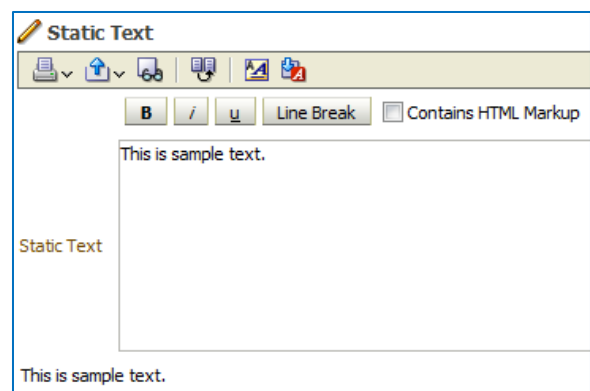 Static Text
B i u Line Break Contains HTML Markup
This is sample text.
Static Text
This is sample text.